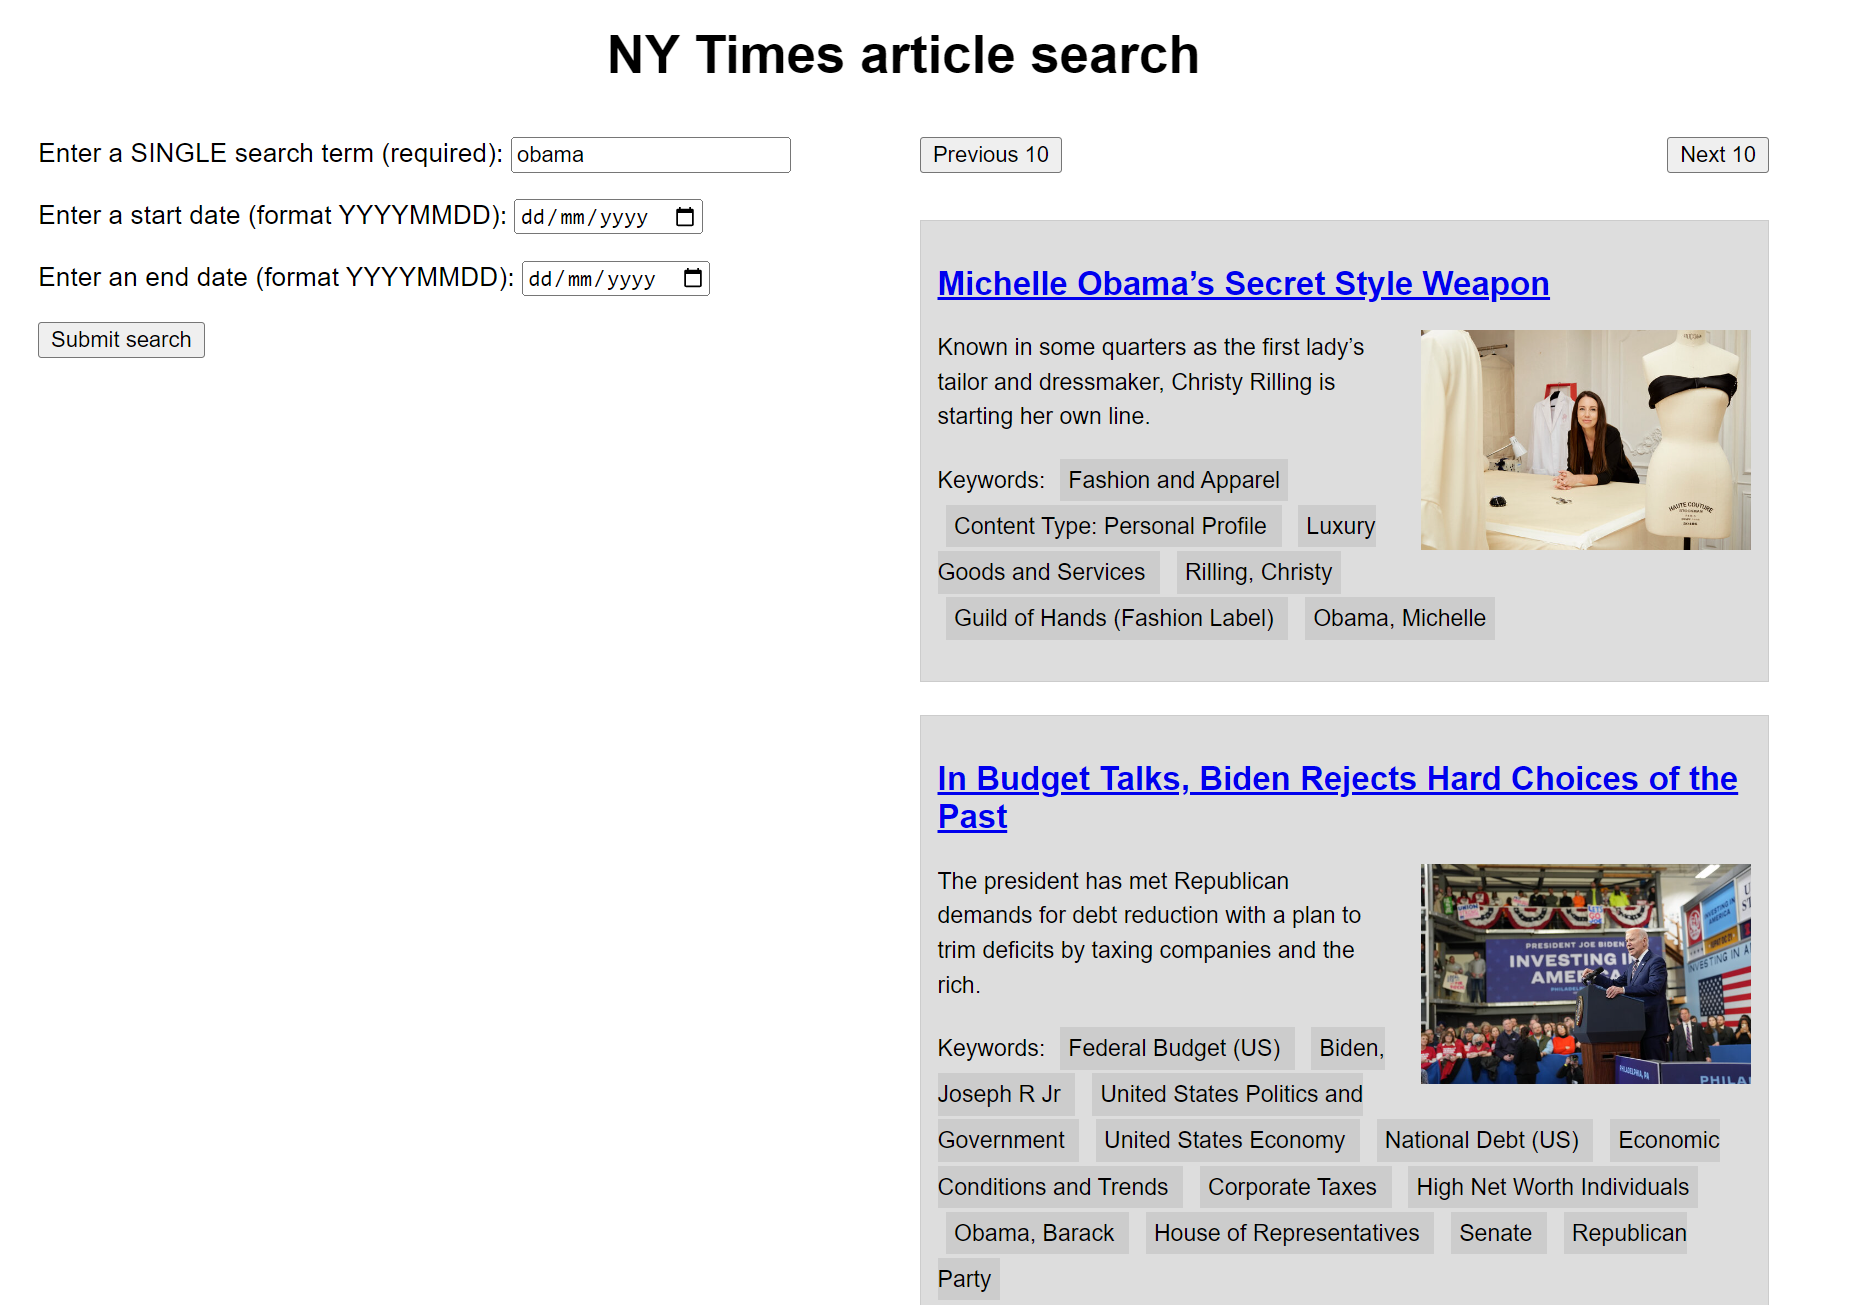 NY Times article search
Enter a SINGLE search term (required): obama
Enter a start date (format YYYYMMDD): dd/mm/yyyy
Enter an end date (format YYYYMMDD): dd/mm/yyyy
Submit search
Previous 10
Next 10
Michelle Obama’s Secret Style Weapon
Known in some quarters as the first lady’s
tailor and dressmaker, Christy Rilling is
starting her own line.
HAUTE COUTURE
Keywords: Fashion and Apparel
Content Type: Personal Profile Luxury
Goods and Services Rilling, Christy
Guild of Hands (Fashion Label) Obama, Michelle
In Budget Talks, Biden Rejects Hard Choices of the
Past
The president has met Republican
demands for debt reduction with a plan to
trim deficits by taxing companies and the
rich.
PRESIDENT JOE BIDEN
INVESTING IN
AMERICA
INVESTING IN
AMERICA
INVESTING IN A
PHILADELPHIA, PA
PHILA
Keywords: Federal Budget (US) Biden,
Joseph R Jr United States Politics and
Government United States Economy National Debt (US) Economic
Conditions and Trends Corporate Taxes High Net Worth Individuals
Obama, Barack House of Representatives Senate Republican
Party